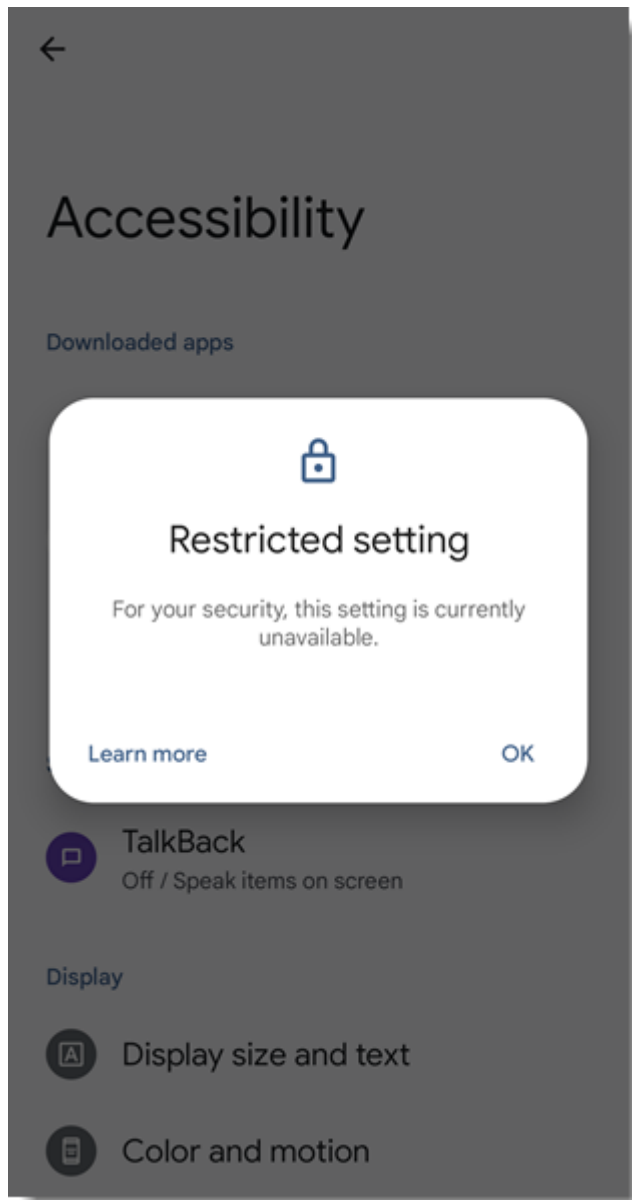 Accessibility
Downloaded apps
Restricted setting
For your security, this setting is currently
unavailable.
Learn more
OK
TalkBack
Off / Speak items on screen
Display
Display size and text
Color and motion